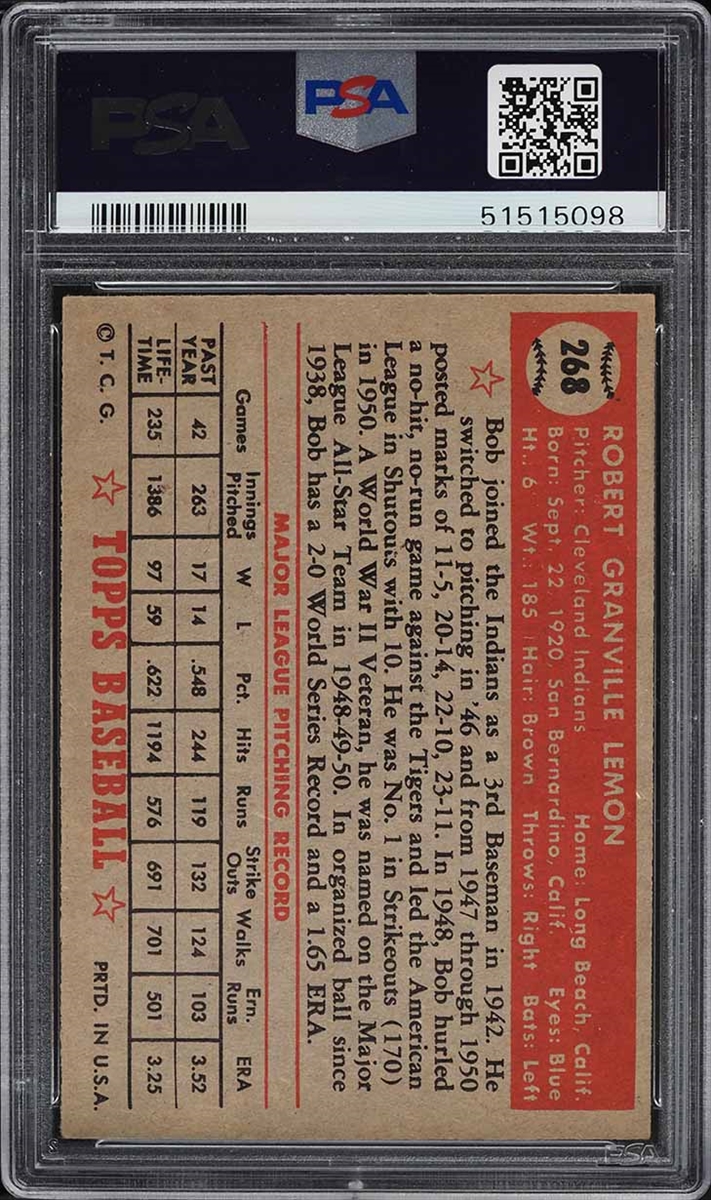 PSA
PSA
51515098
268
ROBERT GRANVILLE LEMON
Pitcher: Cleveland Indians Home: Long Beach, Calif.
Born: Sept. 22, 1920, San Bernardino, Calif. Eyes: Blue
Ht.: 6 Wt.: 185 Hair: Brown Throws: Right Bats: Left
Bob joined the Indians as a 3rd Baseman in 1942. He
switched to pitching in '46 and from 1947 through 1950
posted marks of 11-5, 20-14, 22-10, 23-11. In 1948, Bob hurled
a no-hit, no-run game against the Tigers and led the American
League in Shutouts with 10. He was No. 1 in Strikeouts (170)
in 1950. A World War II Veteran, he was named on the Major
League All-Star Team in 1948-49-50. In organized ball since
1938, Bob has a 2-0 World Series Record and a 1.65 ERA.
MAJOR LEAGUE PITCHING RECORD
Games Innings Pitched W L Pct. Hits Runs Strike Outs Walks Ern. Runs ERA
PAST YEAR 42 263 17 14 .548 244 119 132 124 103 3.52
LIFE-TIME 235 1386 97 59 .622 1194 576 691 701 501 3.25
© T. C. G. TOPPS BASEBALL PRTD. IN U.S.A.
PSA